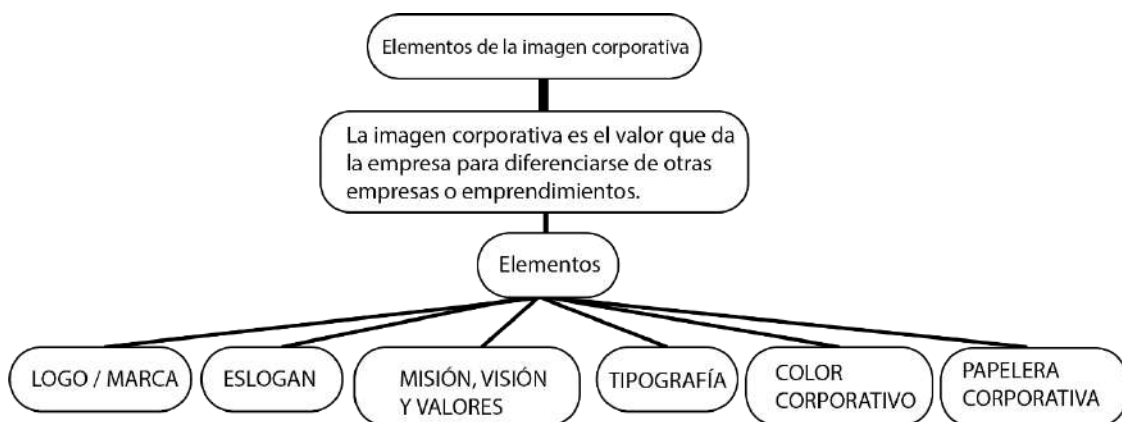 Elementos de la imagen corporativa
La imagen corporativa es el valor que da
la empresa para diferenciarse de otras
empresas o emprendimientos.
Elementos
LOGO / MARCA
ESLOGAN
MISIÓN, VISIÓN
Y VALORES
TIPOGRAFÍA
COLOR
CORPORATIVO
PAPELERA
CORPORATIVA